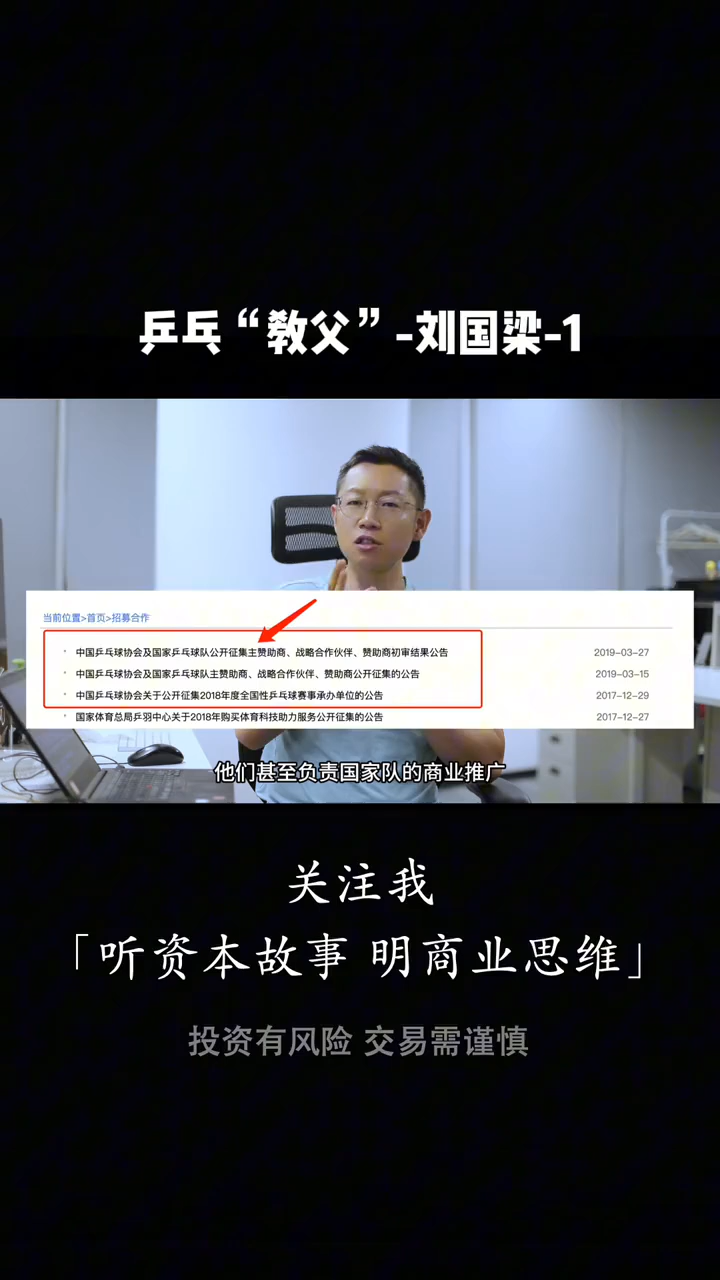 乒乓“教父”-刘国梁-1
当前位置>首页>招募合作
中国乒乓球协会及国家乒乓球队公开征集主赞助商、战略合作伙伴、赞助商初审结果公告 2019-03-27
中国乒乓球协会及国家乒乓球队主赞助商、战略合作伙伴、赞助商公开征集的公告 2019-03-15
中国乒乓球协会关于公开征集2018年度全国性乒乓球赛事承办单位的公告 2017-12-29
国家体育总局乒羽中心关于2018年购买体育科技助力服务公开征集的公告 2017-12-27
他们甚至负责国家队的商业推广
关注我
「听资本故事 明商业思维」
投资有风险 交易需谨慎